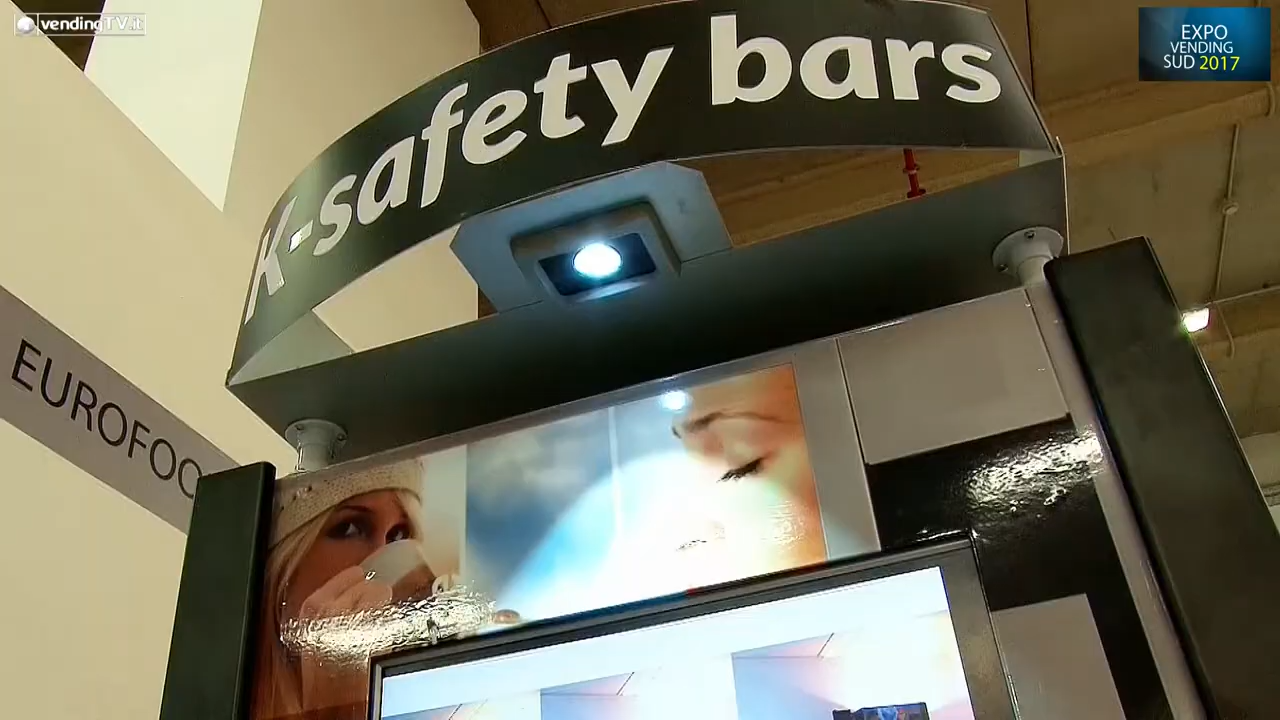 vendingTV.it
EXPO
VENDING
SUD 2017
K-safety bars
EUROFOO